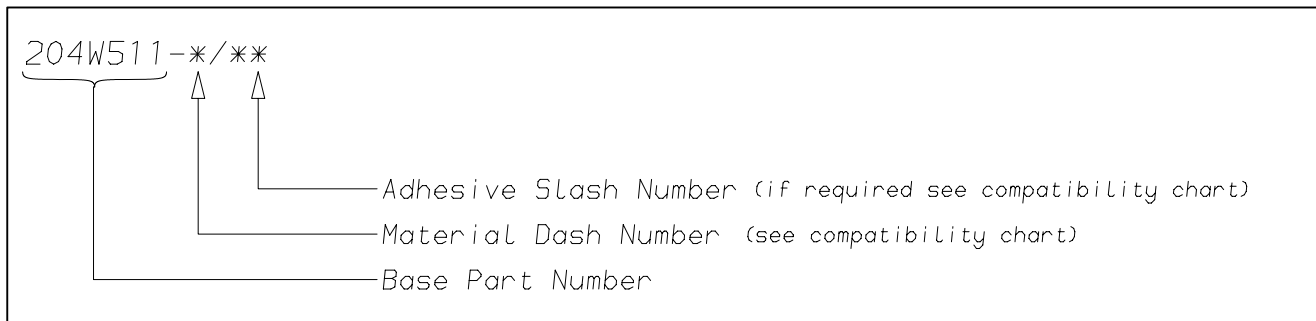 204W511-*/**
Adhesive Slash Number (if required see compatibility chart)
Material Dash Number (see compatibility chart)
Base Part Number